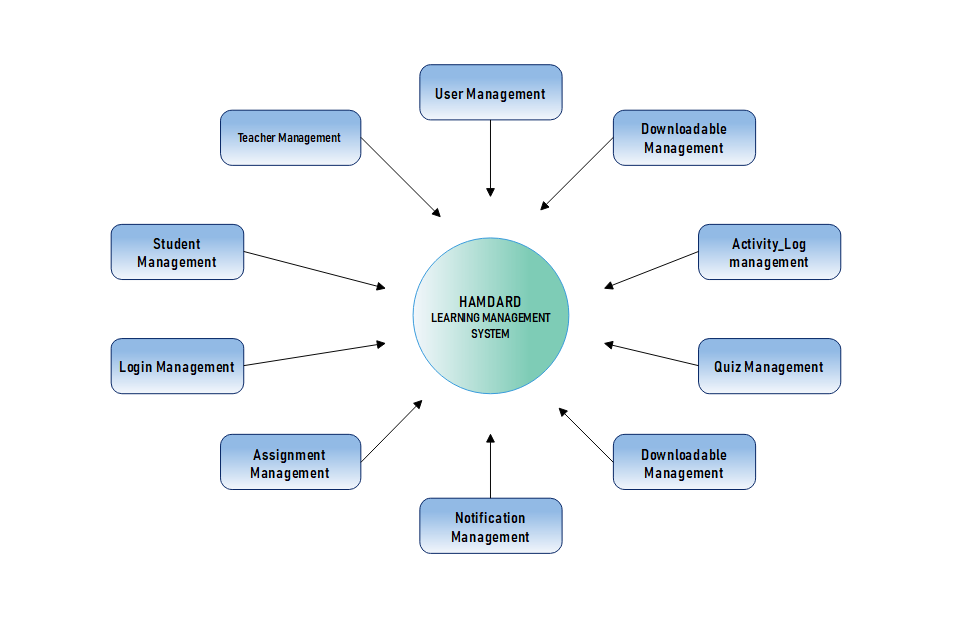 User Management
Teacher Management
Downloadable
Management
Student
Management
Activity_Log
management
HAMDARD
LEARNING MANAGEMENT
SYSTEM
Login Management
Quiz Management
Assignment
Management
Downloadable
Management
Notification
Management